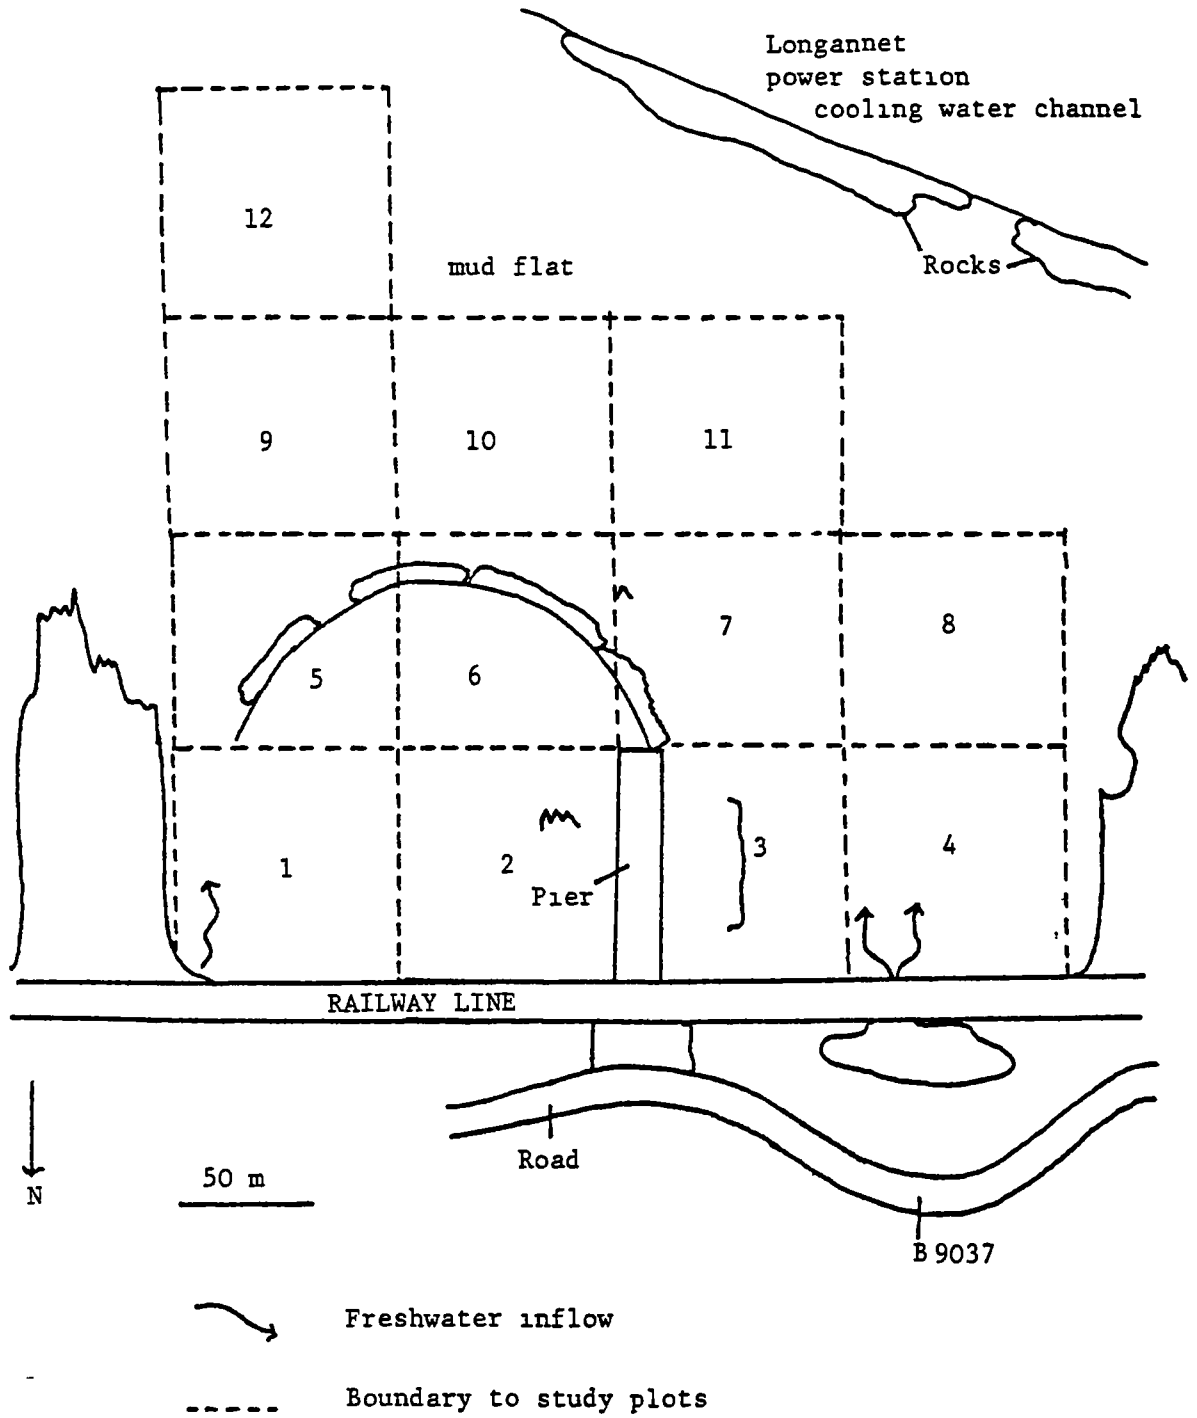 Longannet
power station
cooling water channel
12
mud flat
Rocks
9
10
11
7
8
5
6
1
2
3
4
Pier
RAILWAY LINE
N
50 m
Road
B 9037
Freshwater inflow
Boundary to study plots